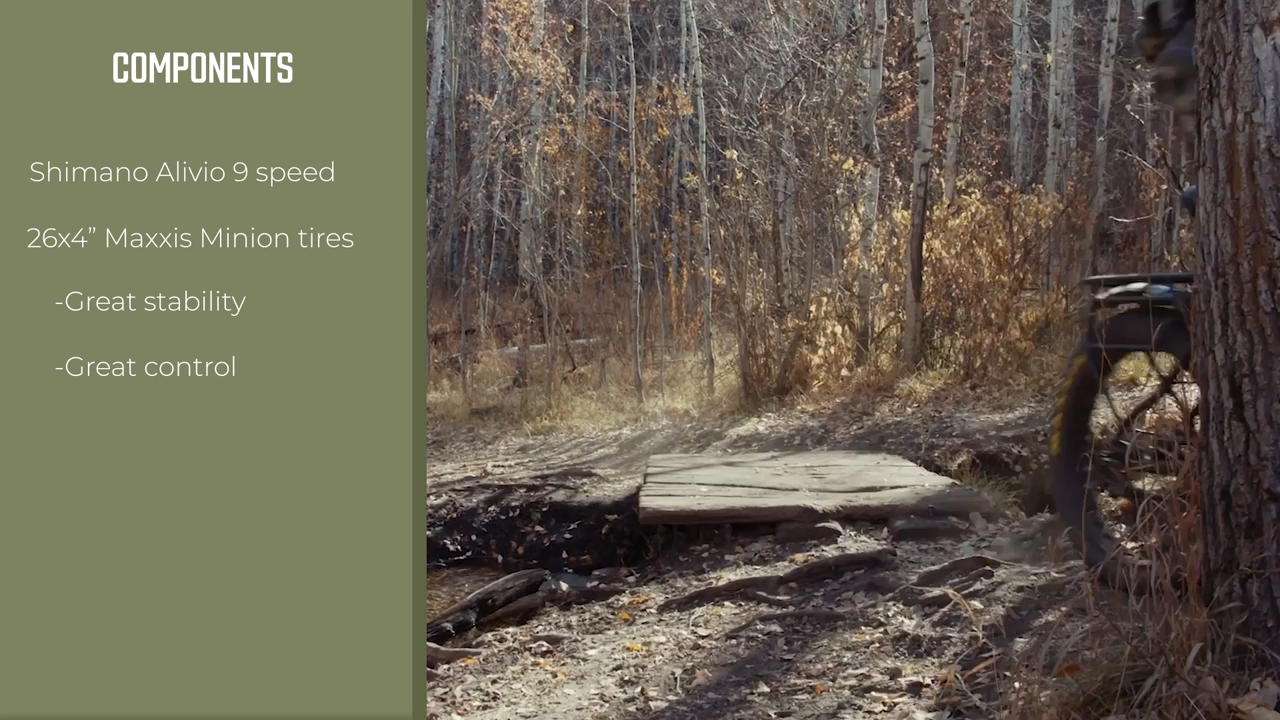 COMPONENTS
Shimano Alivio 9 speed
26x4” Maxxis Minion tires
-Great stability
-Great control